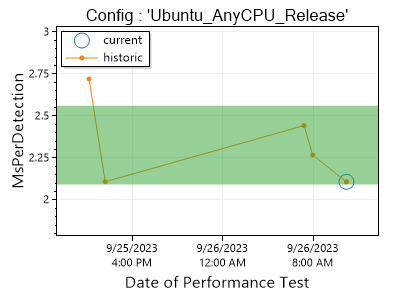 Config : 'Ubuntu_AnyCPU_Release'
3
current
historic
2.75
2.5
2.25
2
MsPerDetection
9/25/2023 9/26/2023 9/26/2023
4:00 PM 12:00 AM 8:00 AM
Date of Performance Test